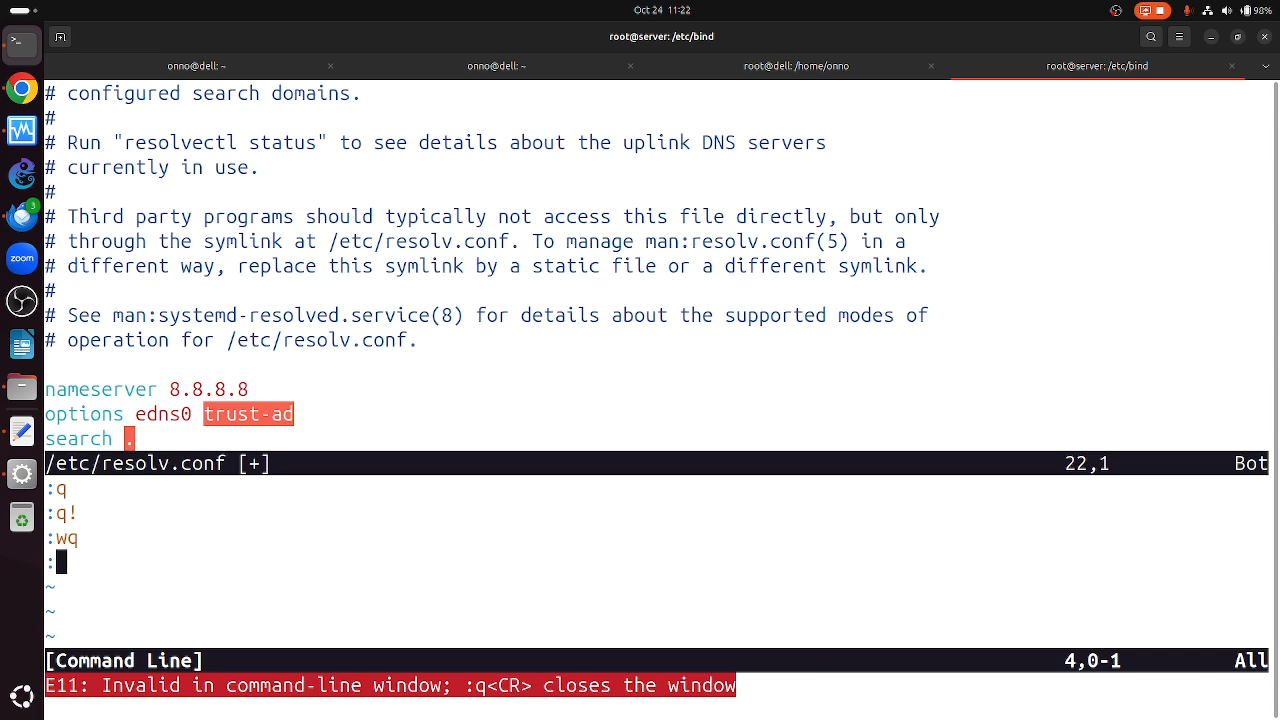 Oct 24 11:22
98%
root@server: /etc/bind
onno@dell: ~
onno@dell: ~
root@dell: /home/onno
root@server: /etc/bind
# configured search domains.
#
# Run "resolvectl status" to see details about the uplink DNS servers
# currently in use.
#
# Third party programs should typically not access this file directly, but only
# through the symlink at /etc/resolv.conf. To manage man:resolv.conf(5) in a
# different way, replace this symlink by a static file or a different symlink.
#
# See man:systemd-resolved.service(8) for details about the supported modes of
# operation for /etc/resolv.conf.
nameserver 8.8.8.8
options edns0 trust-ad
search .
/etc/resolv.conf [+] 22,1 Bot
:q
:q!
:wq
:
~
~
~
[Command Line] 4,0-1 All
E11: Invalid in command-line window; :q<CR> closes the window
3
zoom